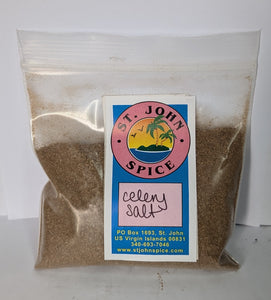 ST. JOHN
SPICE
celery
salt
PO Box 1693, St. John
US Virgin Islands 00831
340-693-7046
www.stjohnspice.com